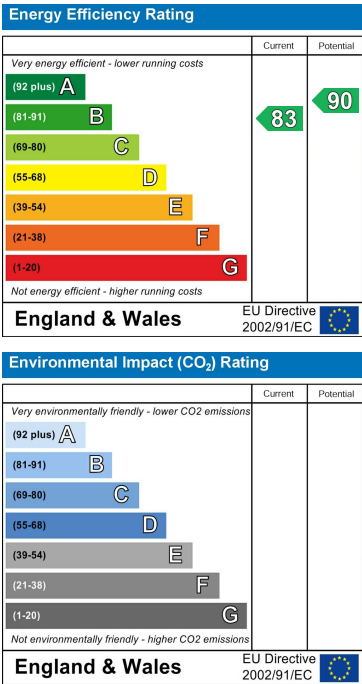 Energy Efficiency Rating
Current Potential
Very energy efficient - lower running costs
(92 plus) A
(81-91) B
(69-80) C
(55-68) D
(39-54) E
(21-38) F
(1-20) G
83
90
Not energy efficient - higher running costs
England & Wales
EU Directive
2002/91/EC
Environmental Impact (CO₂) Rating
Current Potential
Very environmentally friendly - lower CO2 emissions
(92 plus) A
(81-91) B
(69-80) C
(55-68) D
(39-54) E
(21-38) F
(1-20) G
Not environmentally friendly - higher CO2 emissions
England & Wales
EU Directive
2002/91/EC